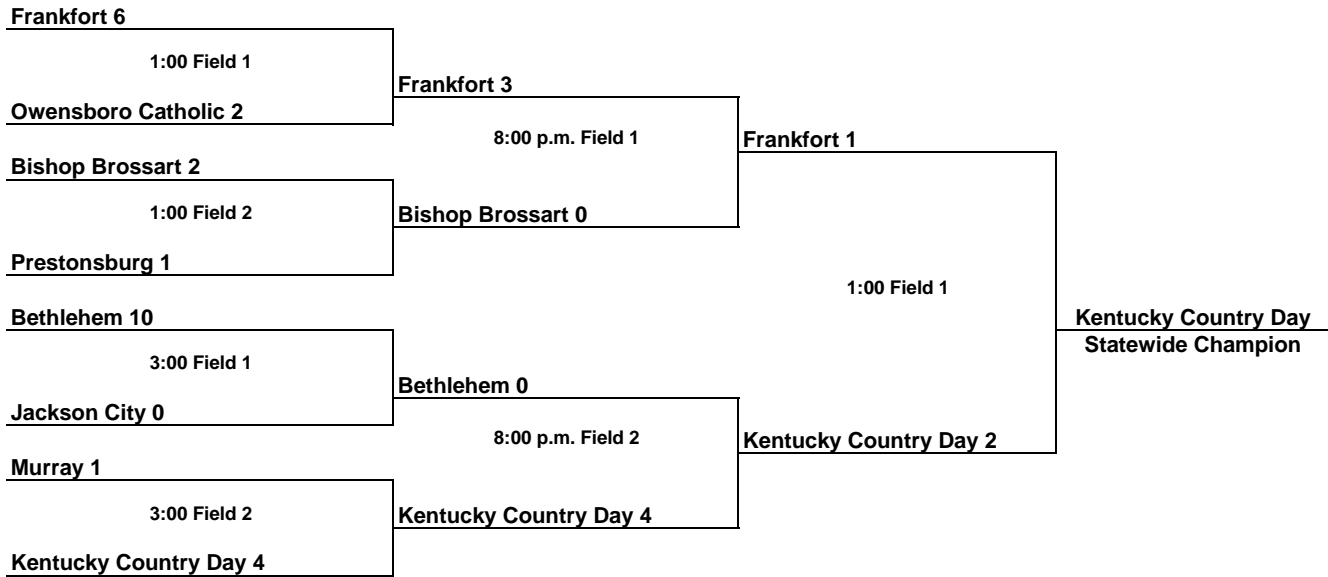 Frankfort 6
1:00 Field 1
Owensboro Catholic 2
Bishop Brossart 2
1:00 Field 2
Prestonsburg 1
Bethlehem 10
3:00 Field 1
Jackson City 0
Murray 1
3:00 Field 2
Kentucky Country Day 4
Frankfort 3
8:00 p.m. Field 1
Bishop Brossart 0
Bethlehem 0
8:00 p.m. Field 2
Kentucky Country Day 4
Frankfort 1
1:00 Field 1
Kentucky Country Day 2
Kentucky Country Day
Statewide Champion